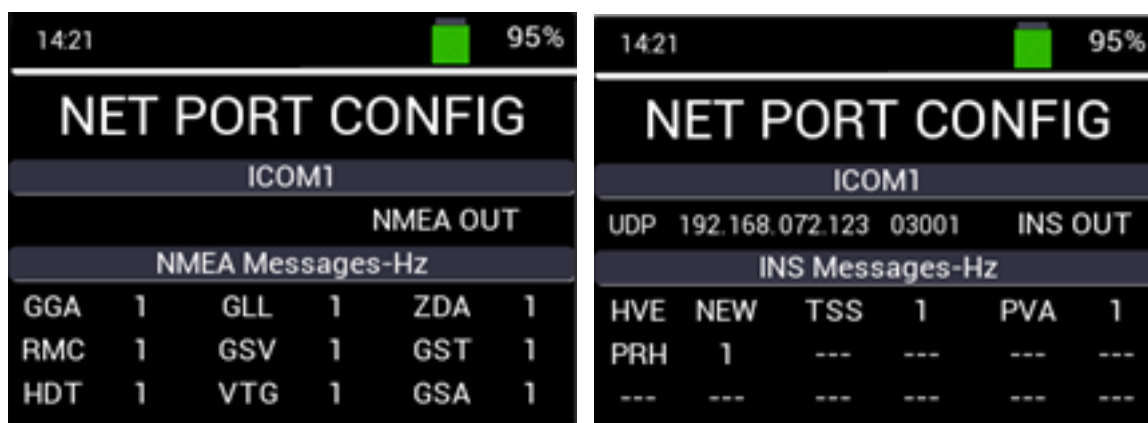 14:21 95%
NET PORT CONFIG
ICOM1
NMEA OUT
NMEA Messages-Hz
GGA 1 GLL 1 ZDA 1
RMC 1 GSV 1 GST 1
HDT 1 VTG 1 GSA 1
14:21 95%
NET PORT CONFIG
ICOM1
UDP 192.168.072.123 03001 INS OUT
INS Messages-Hz
HVE NEW TSS 1 PVA 1
PRH 1 --- --- --- ---
--- --- --- --- --- ---